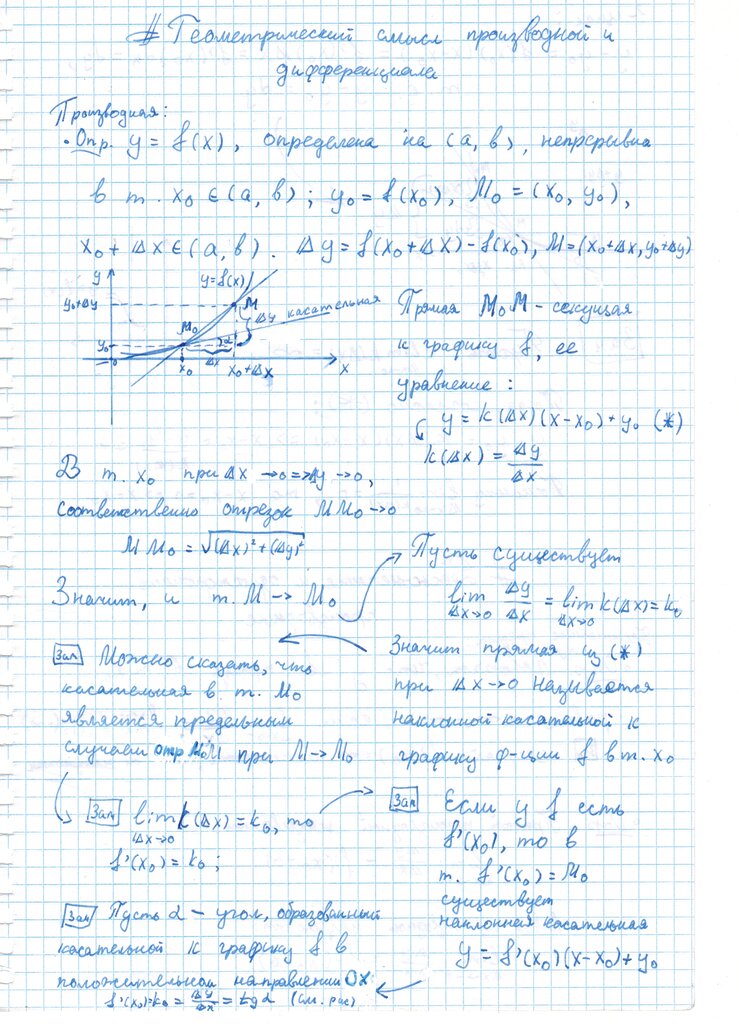 # Геометрический смысл производной и
дифференциала
Производная:
• Опр. y = f(x), определена на (a, b), непрерывна
в т. x₀ ∈ (a, b); y₀ = f(x₀), M₀ = (x₀, y₀),
x₀ + Δx ∈ (a, b). Δy = f(x₀ + Δx) - f(x₀), M = (x₀+Δx, y₀+Δy)
y
y = f(x)
y₀+Δy
M
Δy
касательная
M₀
y₀
α
0
Δx
x₀
x₀+Δx
x
Прямая M₀M - секущая
к графику f, ее
уравнение:
y = k(Δx)(x-x₀) + y₀ (*)
k(Δx) = Δy/Δx
В т. x₀ при Δx →0 => Δy →0,
соответственно отрезок MM₀ →0
MM₀ = √((Δx)² + (Δy)²)
Значит, и т. M → M₀
Пусть существует
lim Δx→0 Δy/Δx = lim Δx→0 k(Δx) = k₀
Значит прямая из (*)
при Δx →0 называется
наклонной касательной к
графику ф-ции f в т. x₀
Зам Можно сказать, что
касательная в т. M₀
является предельным
случаем отр M₀M при M → M₀
Зам lim Δx→0 k(Δx) = k₀, то
f'(x₀) = k₀;
Зам Если у f есть
f'(x₀), то в
т. f'(x₀) = M₀
существует
наклонная касательная
y = f'(x₀)(x-x₀) + y₀
Зам Пусть α - угол, образованный
касательной к графику f в
положительном направлении OX
f'(x₀) = k₀ = Δy/Δx = tg α (см. рис)